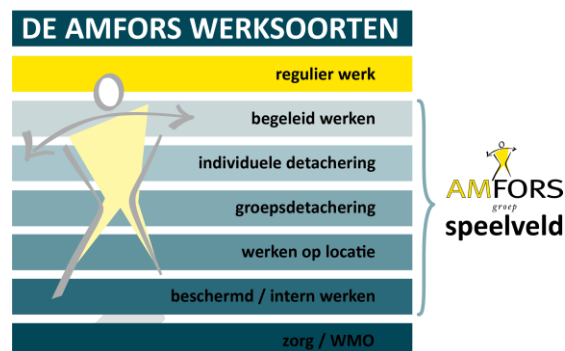 DE AMFORS WERKSOORTEN
regulier werk
begeleid werken
individuele detachering
groepsdetachering
werken op locatie
beschermd / intern werken
zorg / WMO
AMFORS
groep
speelveld